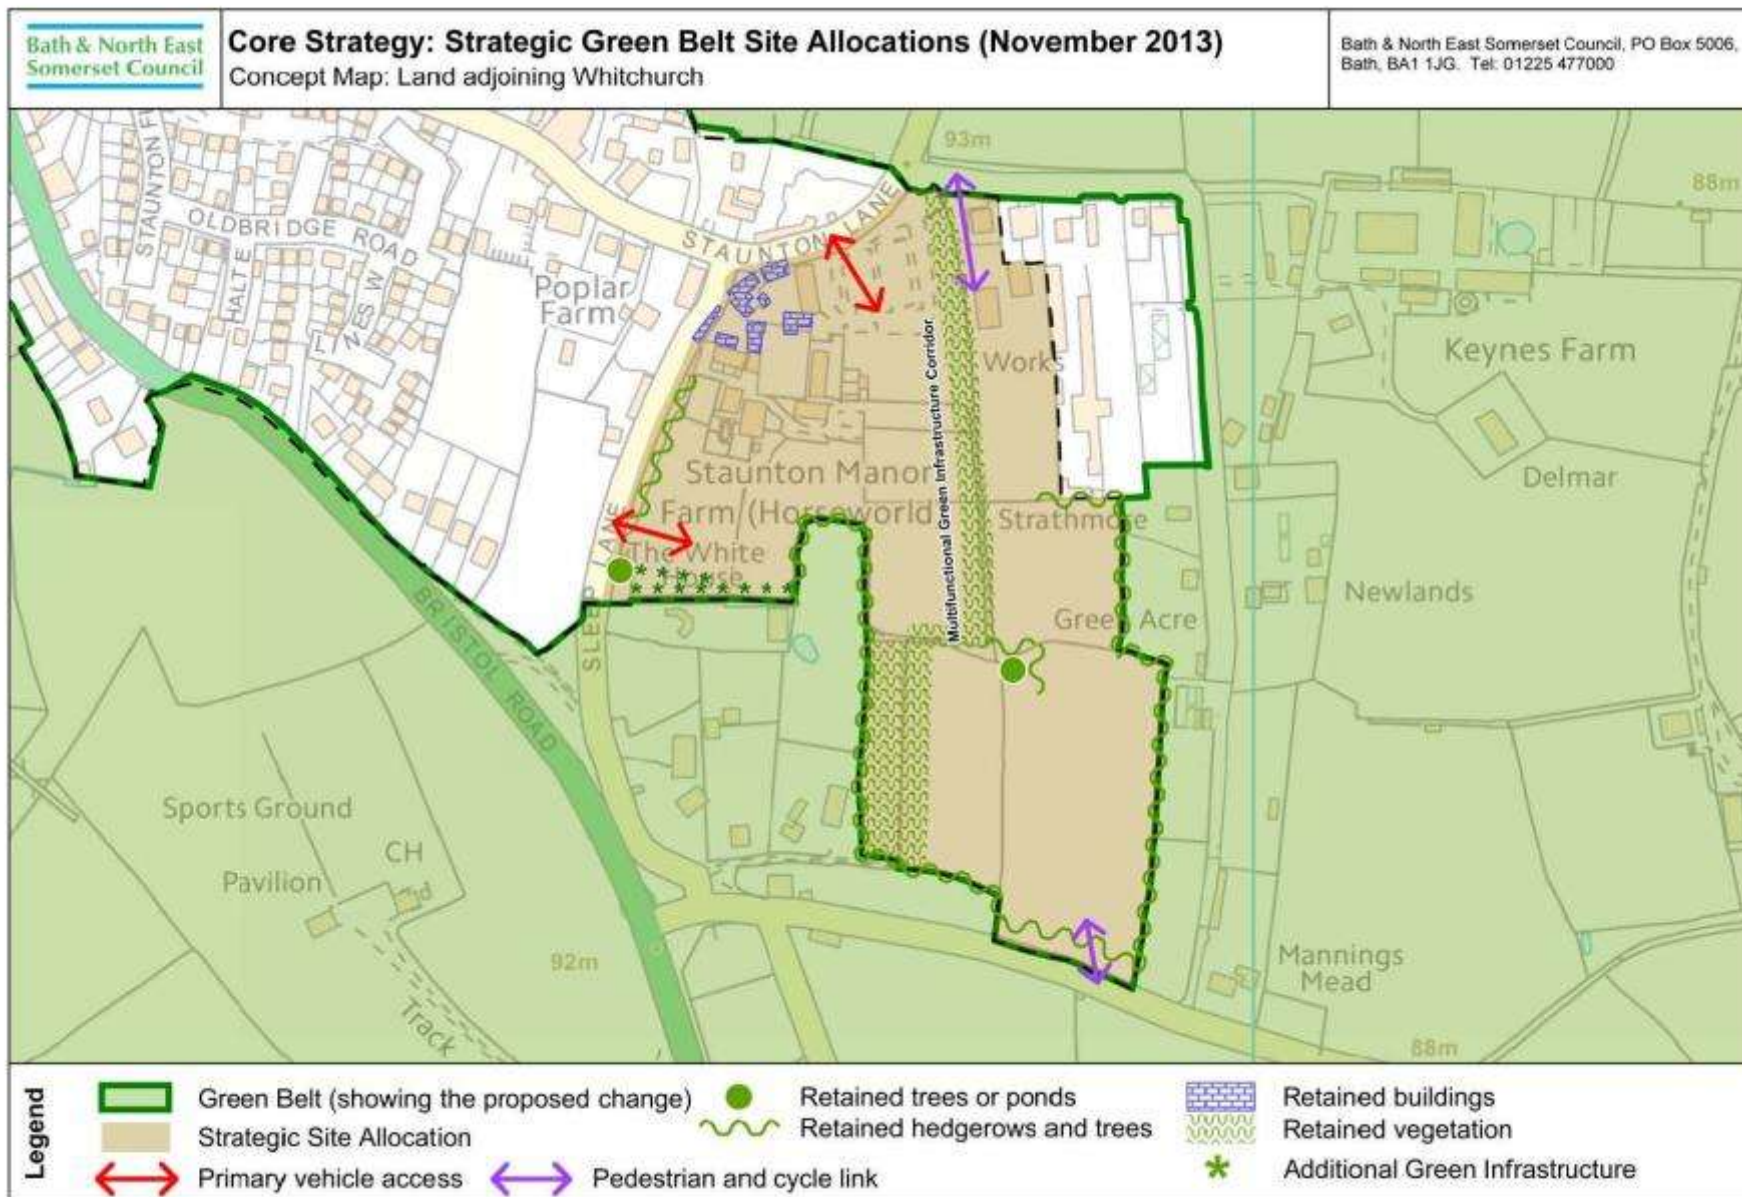 Bath & North East
Somerset Council
Core Strategy: Strategic Green Belt Site Allocations (November 2013)
Concept Map: Land adjoining Whitchurch
Bath & North East Somerset Council, PO Box 5006,
Bath, BA1 1JG. Tel: 01225 477000
93m
88m
STAUNTON
OLDBRIDGE ROAD
STAUNTON LANE
Poplar
Farm
Works
Keynes Farm
Delmar
Multifunctional Green Infrastructure Corridor
Staunton Manor
Farm (Horseworld
Strathmore
The White
House
Newlands
Green Acre
SLEEP LANE
BRISTOL ROAD
Sports Ground
CH
Pavilion
92m
Mannings
Mead
Track
88m
Legend
Green Belt (showing the proposed change)
Strategic Site Allocation
Primary vehicle access
Retained trees or ponds
Retained hedgerows and trees
Pedestrian and cycle link
Retained buildings
Retained vegetation
Additional Green Infrastructure